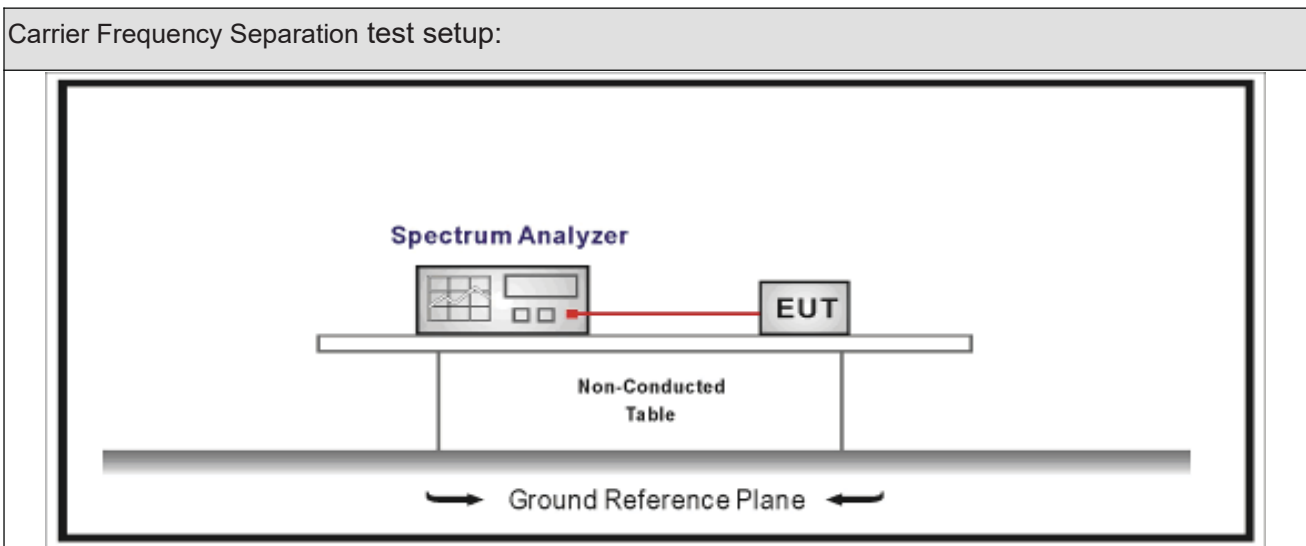 Carrier Frequency Separation test setup:
Spectrum Analyzer
EUT
Non-Conducted
Table
Ground Reference Plane